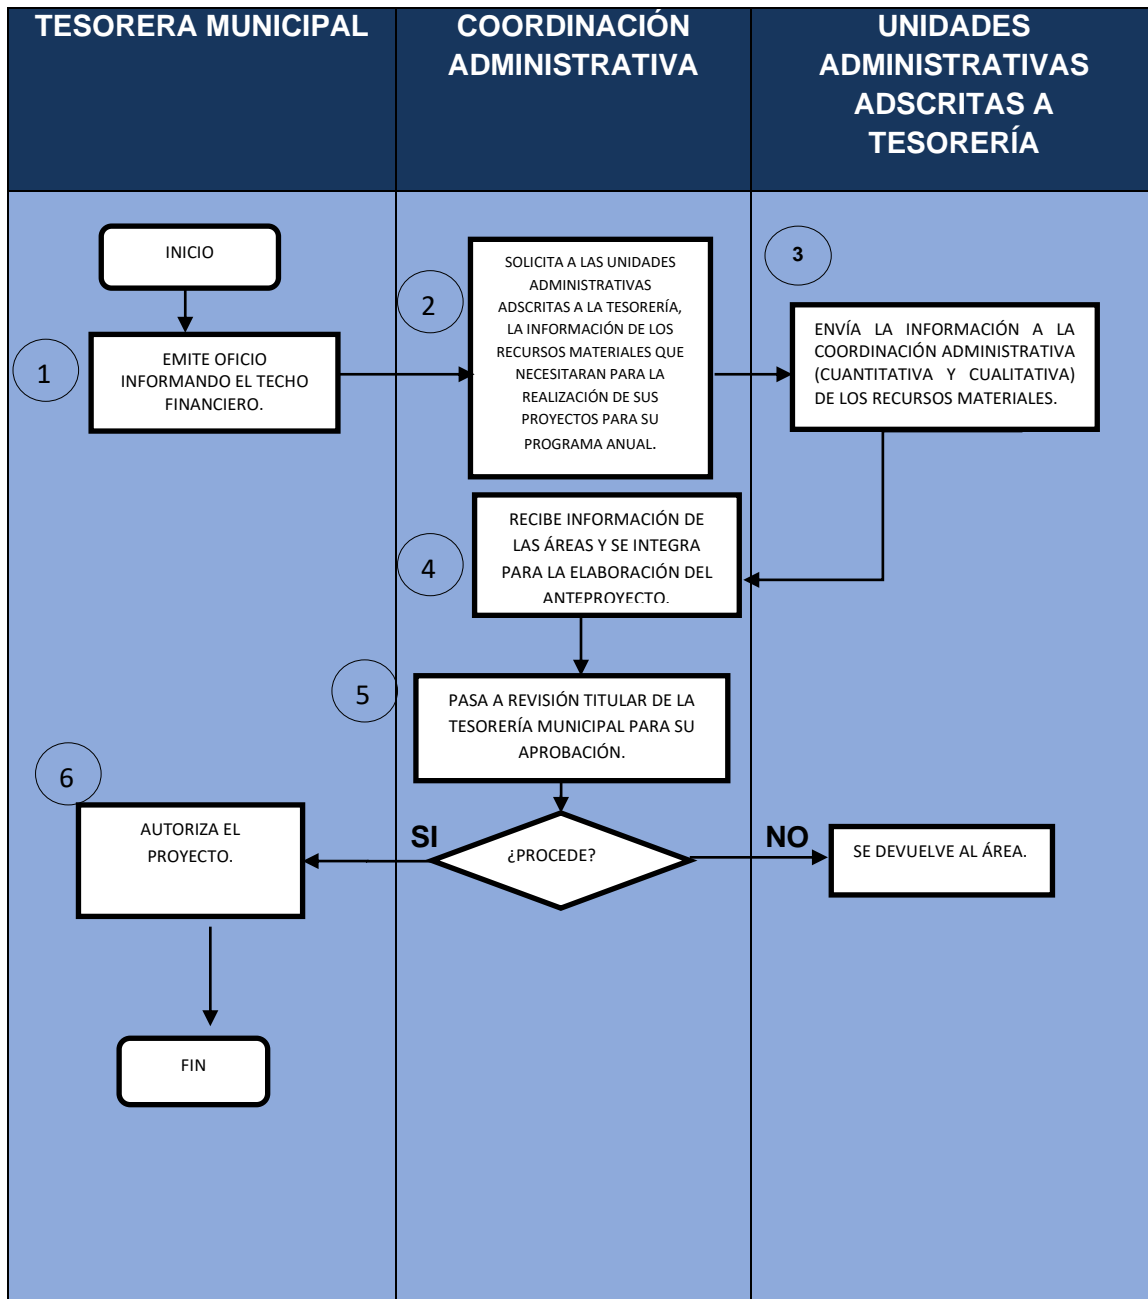 TESORERA MUNICIPAL
COORDINACIÓN
ADMINISTRATIVA
UNIDADES
ADMINISTRATIVAS
ADSCRITAS A
TESORERÍA
INICIO
1
EMITE OFICIO
INFORMANDO EL TECHO
FINANCIERO.
2
SOLICITA A LAS UNIDADES
ADMINISTRATIVAS
ADSCRITAS A LA TESORERÍA,
LA INFORMACIÓN DE LOS
RECURSOS MATERIALES QUE
NECESITARAN PARA LA
REALIZACIÓN DE SUS
PROYECTOS PARA SU
PROGRAMA ANUAL.
3
ENVÍA LA INFORMACIÓN A LA
COORDINACIÓN ADMINISTRATIVA
(CUANTITATIVA Y CUALITATIVA)
DE LOS RECURSOS MATERIALES.
4
RECIBE INFORMACIÓN DE
LAS ÁREAS Y SE INTEGRA
PARA LA ELABORACIÓN DEL
ANTEPROYECTO.
5
PASA A REVISIÓN TITULAR DE LA
TESORERÍA MUNICIPAL PARA SU
APROBACIÓN.
6
AUTORIZA EL
PROYECTO.
SI
¿PROCEDE?
NO
SE DEVUELVE AL ÁREA.
FIN